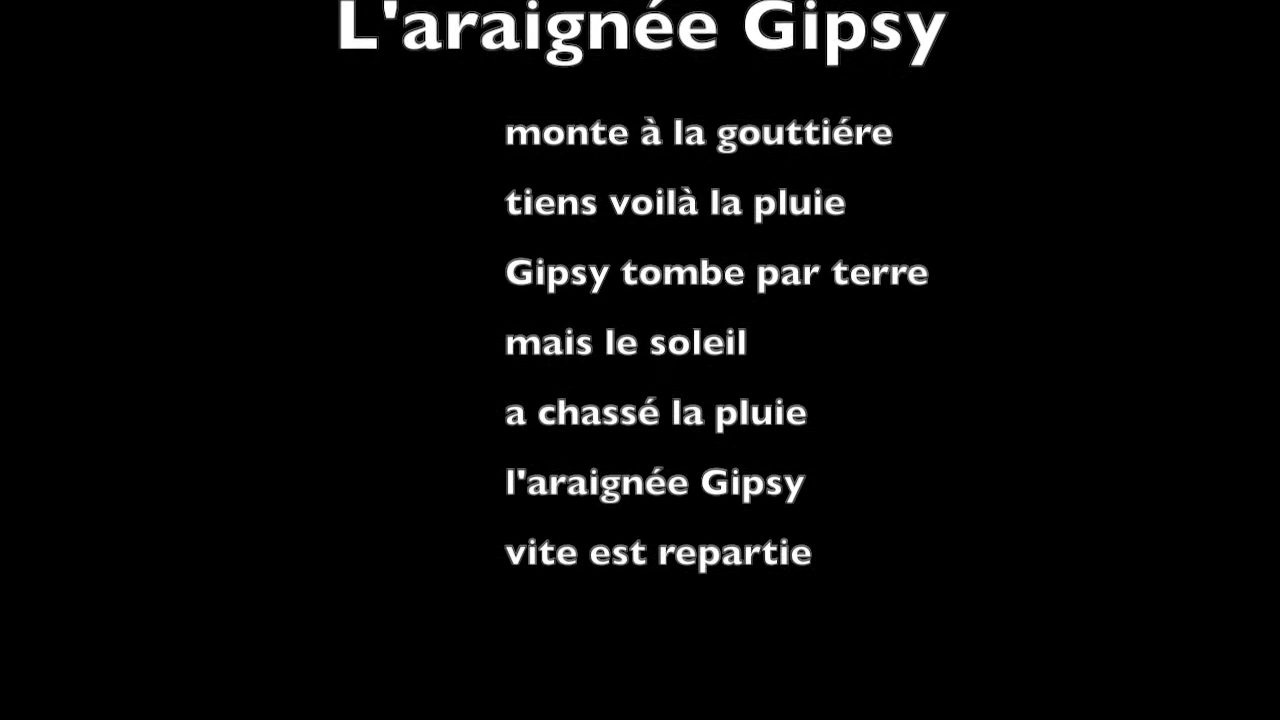 L'araignée Gipsy
monte à la gouttiére
tiens voilà la pluie
Gipsy tombe par terre
mais le soleil
a chassé la pluie
l'araignée Gipsy
vite est repartie